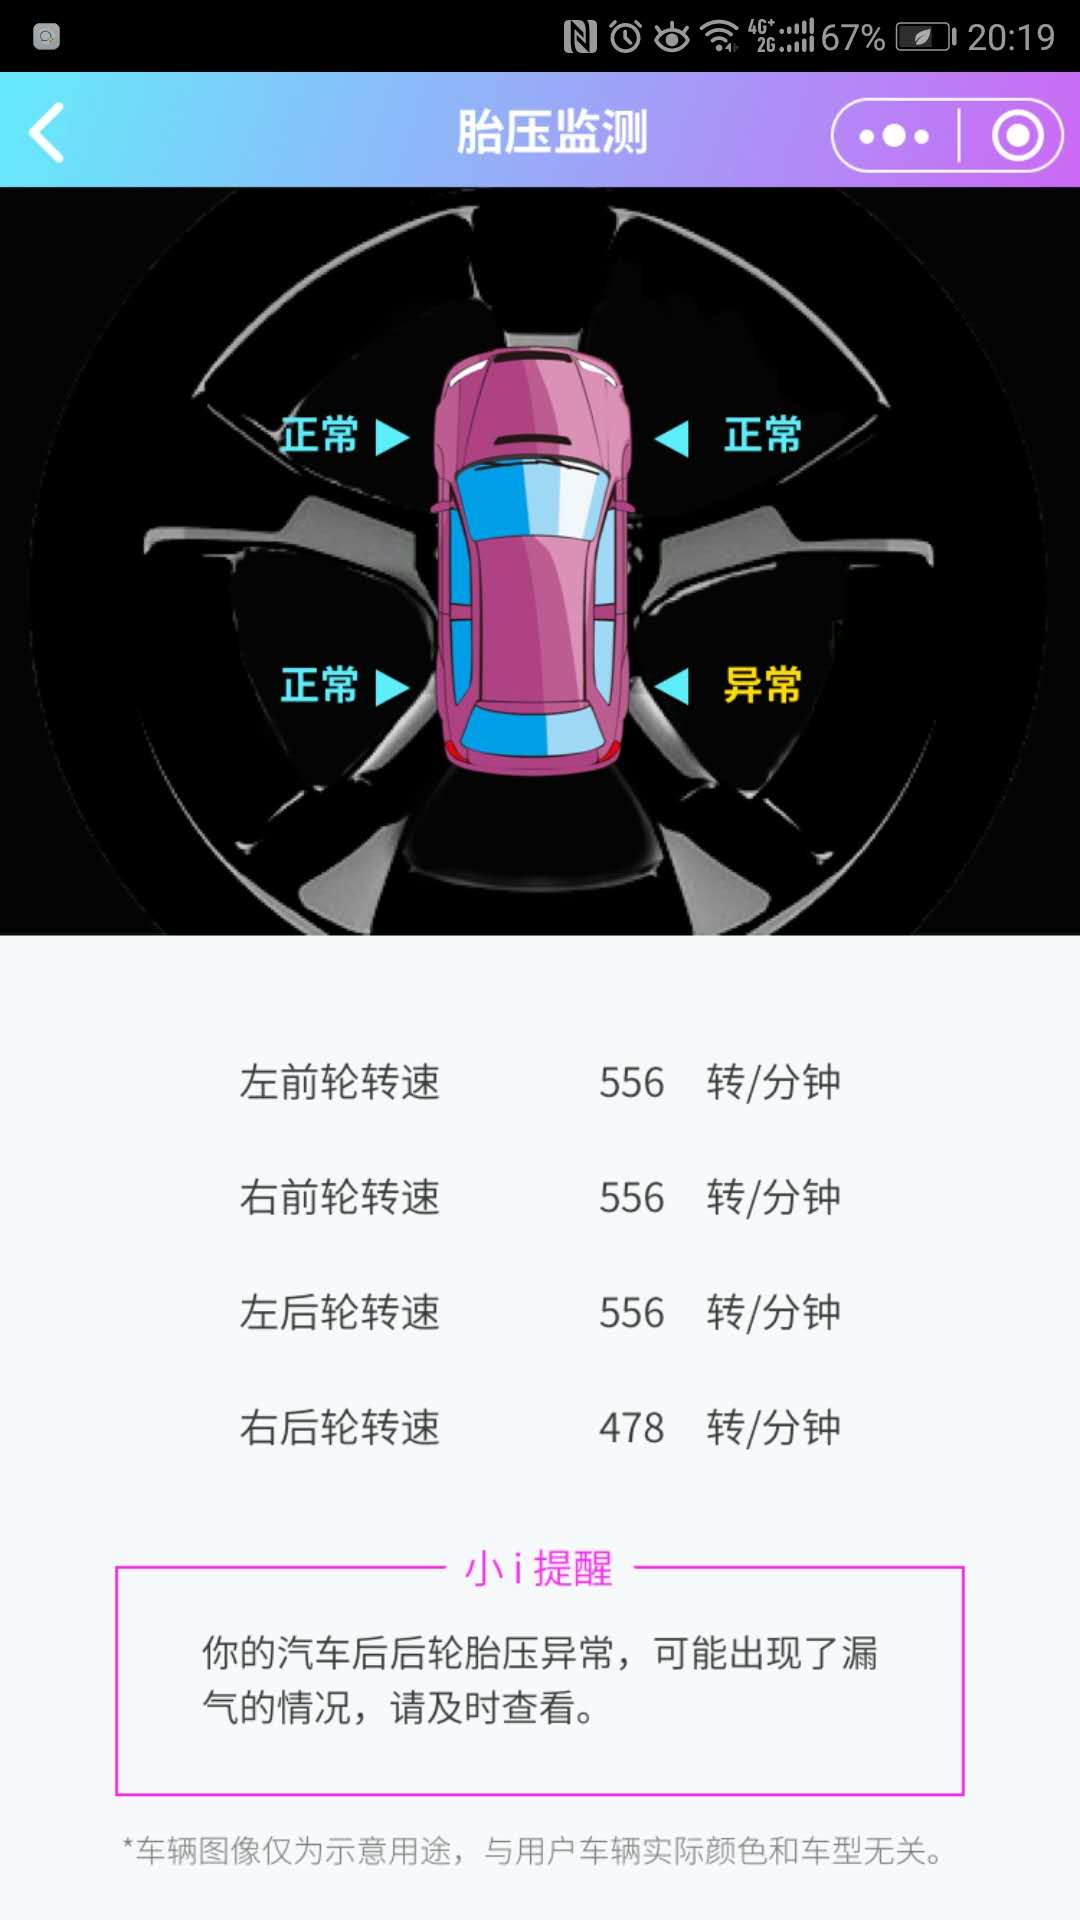 4G+ 2G 67% 20:19
胎压监测
正常 正常
正常 异常
左前轮转速 556 转/分钟
右前轮转速 556 转/分钟
左后轮转速 556 转/分钟
右后轮转速 478 转/分钟
小i提醒
你的汽车后后轮胎压异常，可能出现了漏
气的情况，请及时查看。
*车辆图像仅为示意用途，与用户车辆实际颜色和车型无关。